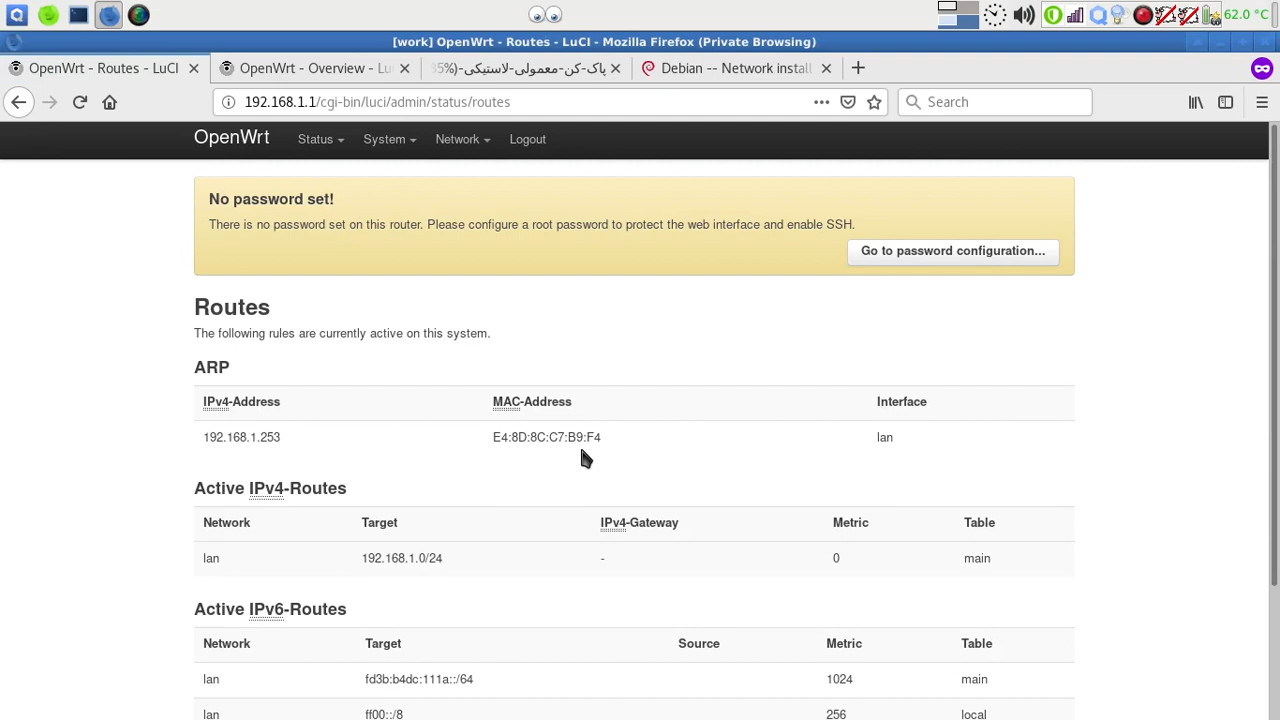 62.0 °C
[work] OpenWrt - Routes - LuCI - Mozilla Firefox (Private Browsing)
OpenWrt - Routes - LuCI
OpenWrt - Overview - Lu
پاک-کن-معمولی-لاستیکی-(35%
Debian -- Network install
192.168.1.1/cgi-bin/luci/admin/status/routes
Search
OpenWrt Status System Network Logout
No password set!
There is no password set on this router. Please configure a root password to protect the web interface and enable SSH.
Go to password configuration...
Routes
The following rules are currently active on this system.
ARP
IPv4-Address MAC-Address Interface
192.168.1.253 E4:8D:8C:C7:B9:F4 lan
Active IPv4-Routes
Network Target IPv4-Gateway Metric Table
lan 192.168.1.0/24 - 0 main
Active IPv6-Routes
Network Target Source Metric Table
lan fd3b:b4dc:111a::/64 1024 main
lan ff00::/8 256 local